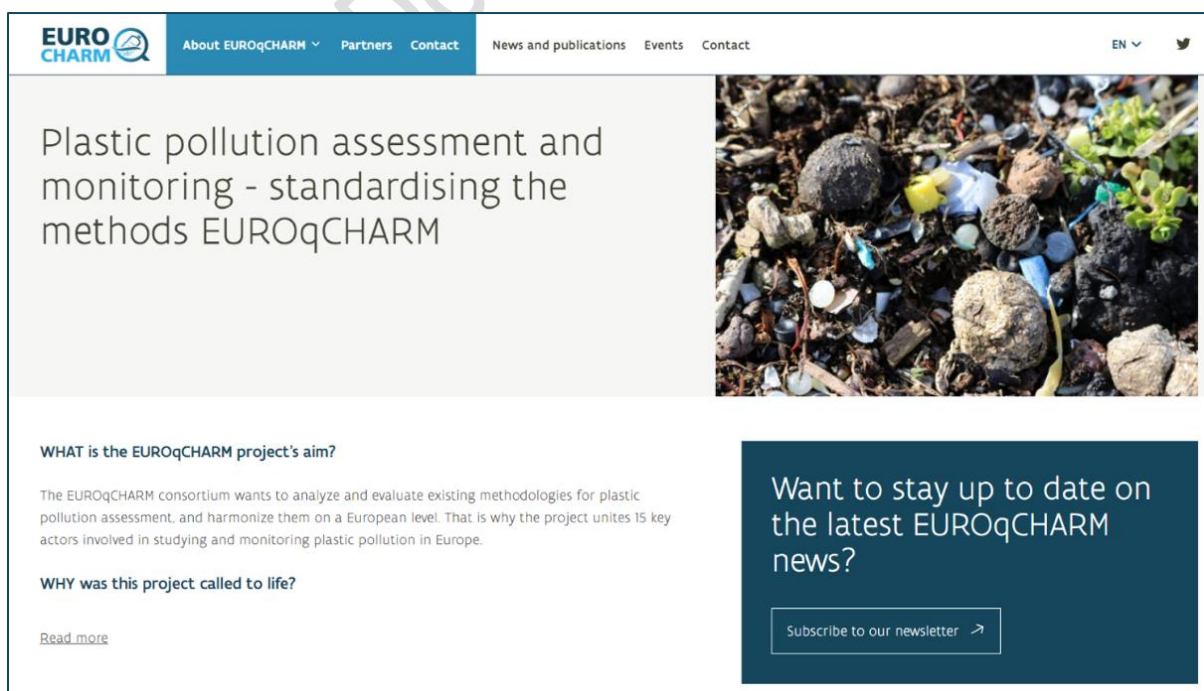 EURO
CHARM
About EUROqCHARM Partners Contact News and publications Events Contact EN
Plastic pollution assessment and
monitoring - standardising the
methods EUROqCHARM
WHAT is the EUROqCHARM project's aim?
The EUROqCHARM consortium wants to analyze and evaluate existing methodologies for plastic
pollution assessment, and harmonize them on a European level. That is why the project unites 15 key
actors involved in studying and monitoring plastic pollution in Europe.
WHY was this project called to life?
Read more
Want to stay up to date on
the latest EUROqCHARM
news?
Subscribe to our newsletter